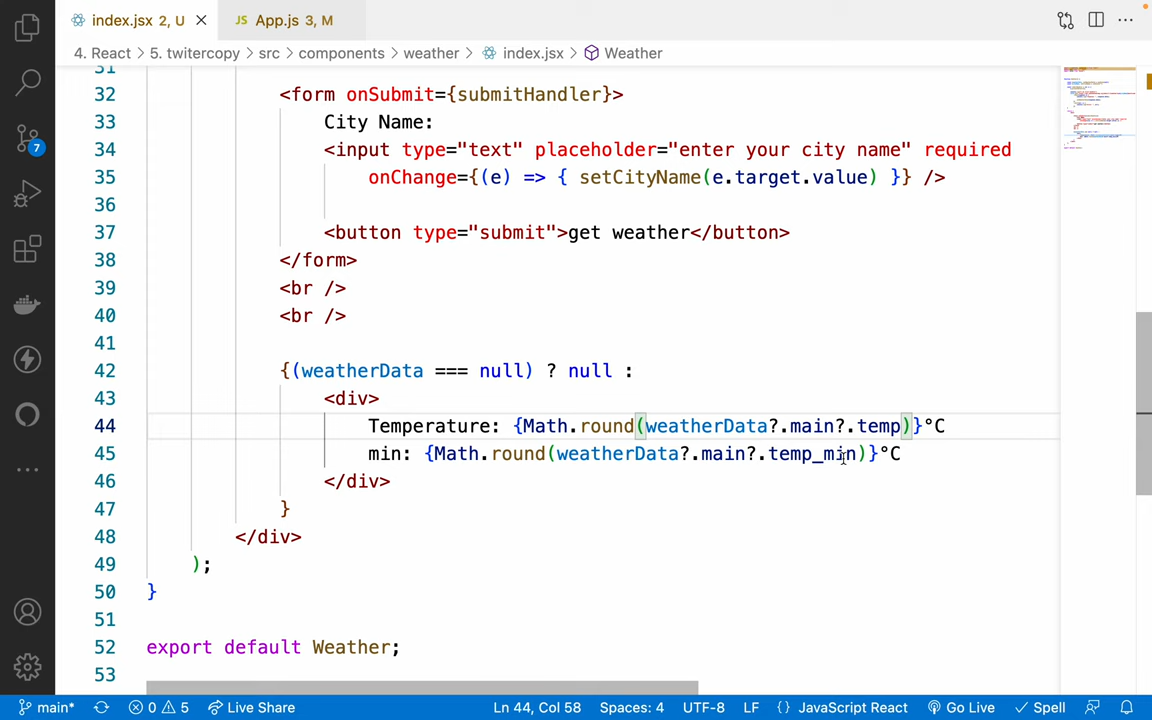 index.jsx 2, U
JS App.js 3, M
4. React > 5. twitercopy > src > components > weather > index.jsx > Weather
31
32 <form onSubmit={submitHandler}>
33 City Name:
34 <input type="text" placeholder="enter your city name" required
35 onChange={(e) => { setCityName(e.target.value) }} />
36
37 <button type="submit">get weather</button>
38 </form>
39 <br />
40 <br />
41
42 {(weatherData === null) ? null :
43 <div>
44 Temperature: {Math.round(weatherData?.main?.temp)}°C
45 min: {Math.round(weatherData?.main?.temp_min)}°C
46 </div>
47 }
48 </div>
49 );
50 }
51
52 export default Weather;
53
7
main* 0 5 Live Share Ln 44, Col 58 Spaces: 4 UTF-8 LF {} JavaScript React Go Live Spell